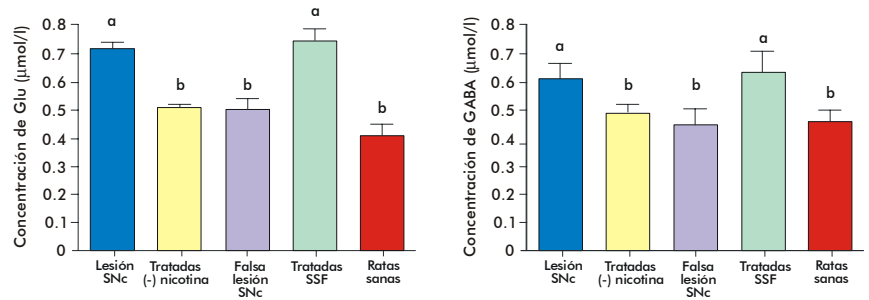 Concentración de Glu (μmol/l)
0.8
0.7
0.6
0.5
0.4
0.3
0.2
0.1
0
a
b
b
a
b
Lesión
SNc
Tratadas
(-) nicotina
Falsa
lesión
SNc
Tratadas
SSF
Ratas
sanas
Concentración de GABA (μmol/l)
0.8
0.7
0.6
0.5
0.4
0.3
0.2
0.1
0
a
b
b
a
b
Lesión
SNc
Tratadas
(-) nicotina
Falsa
lesión
SNc
Tratadas
SSF
Ratas
sanas